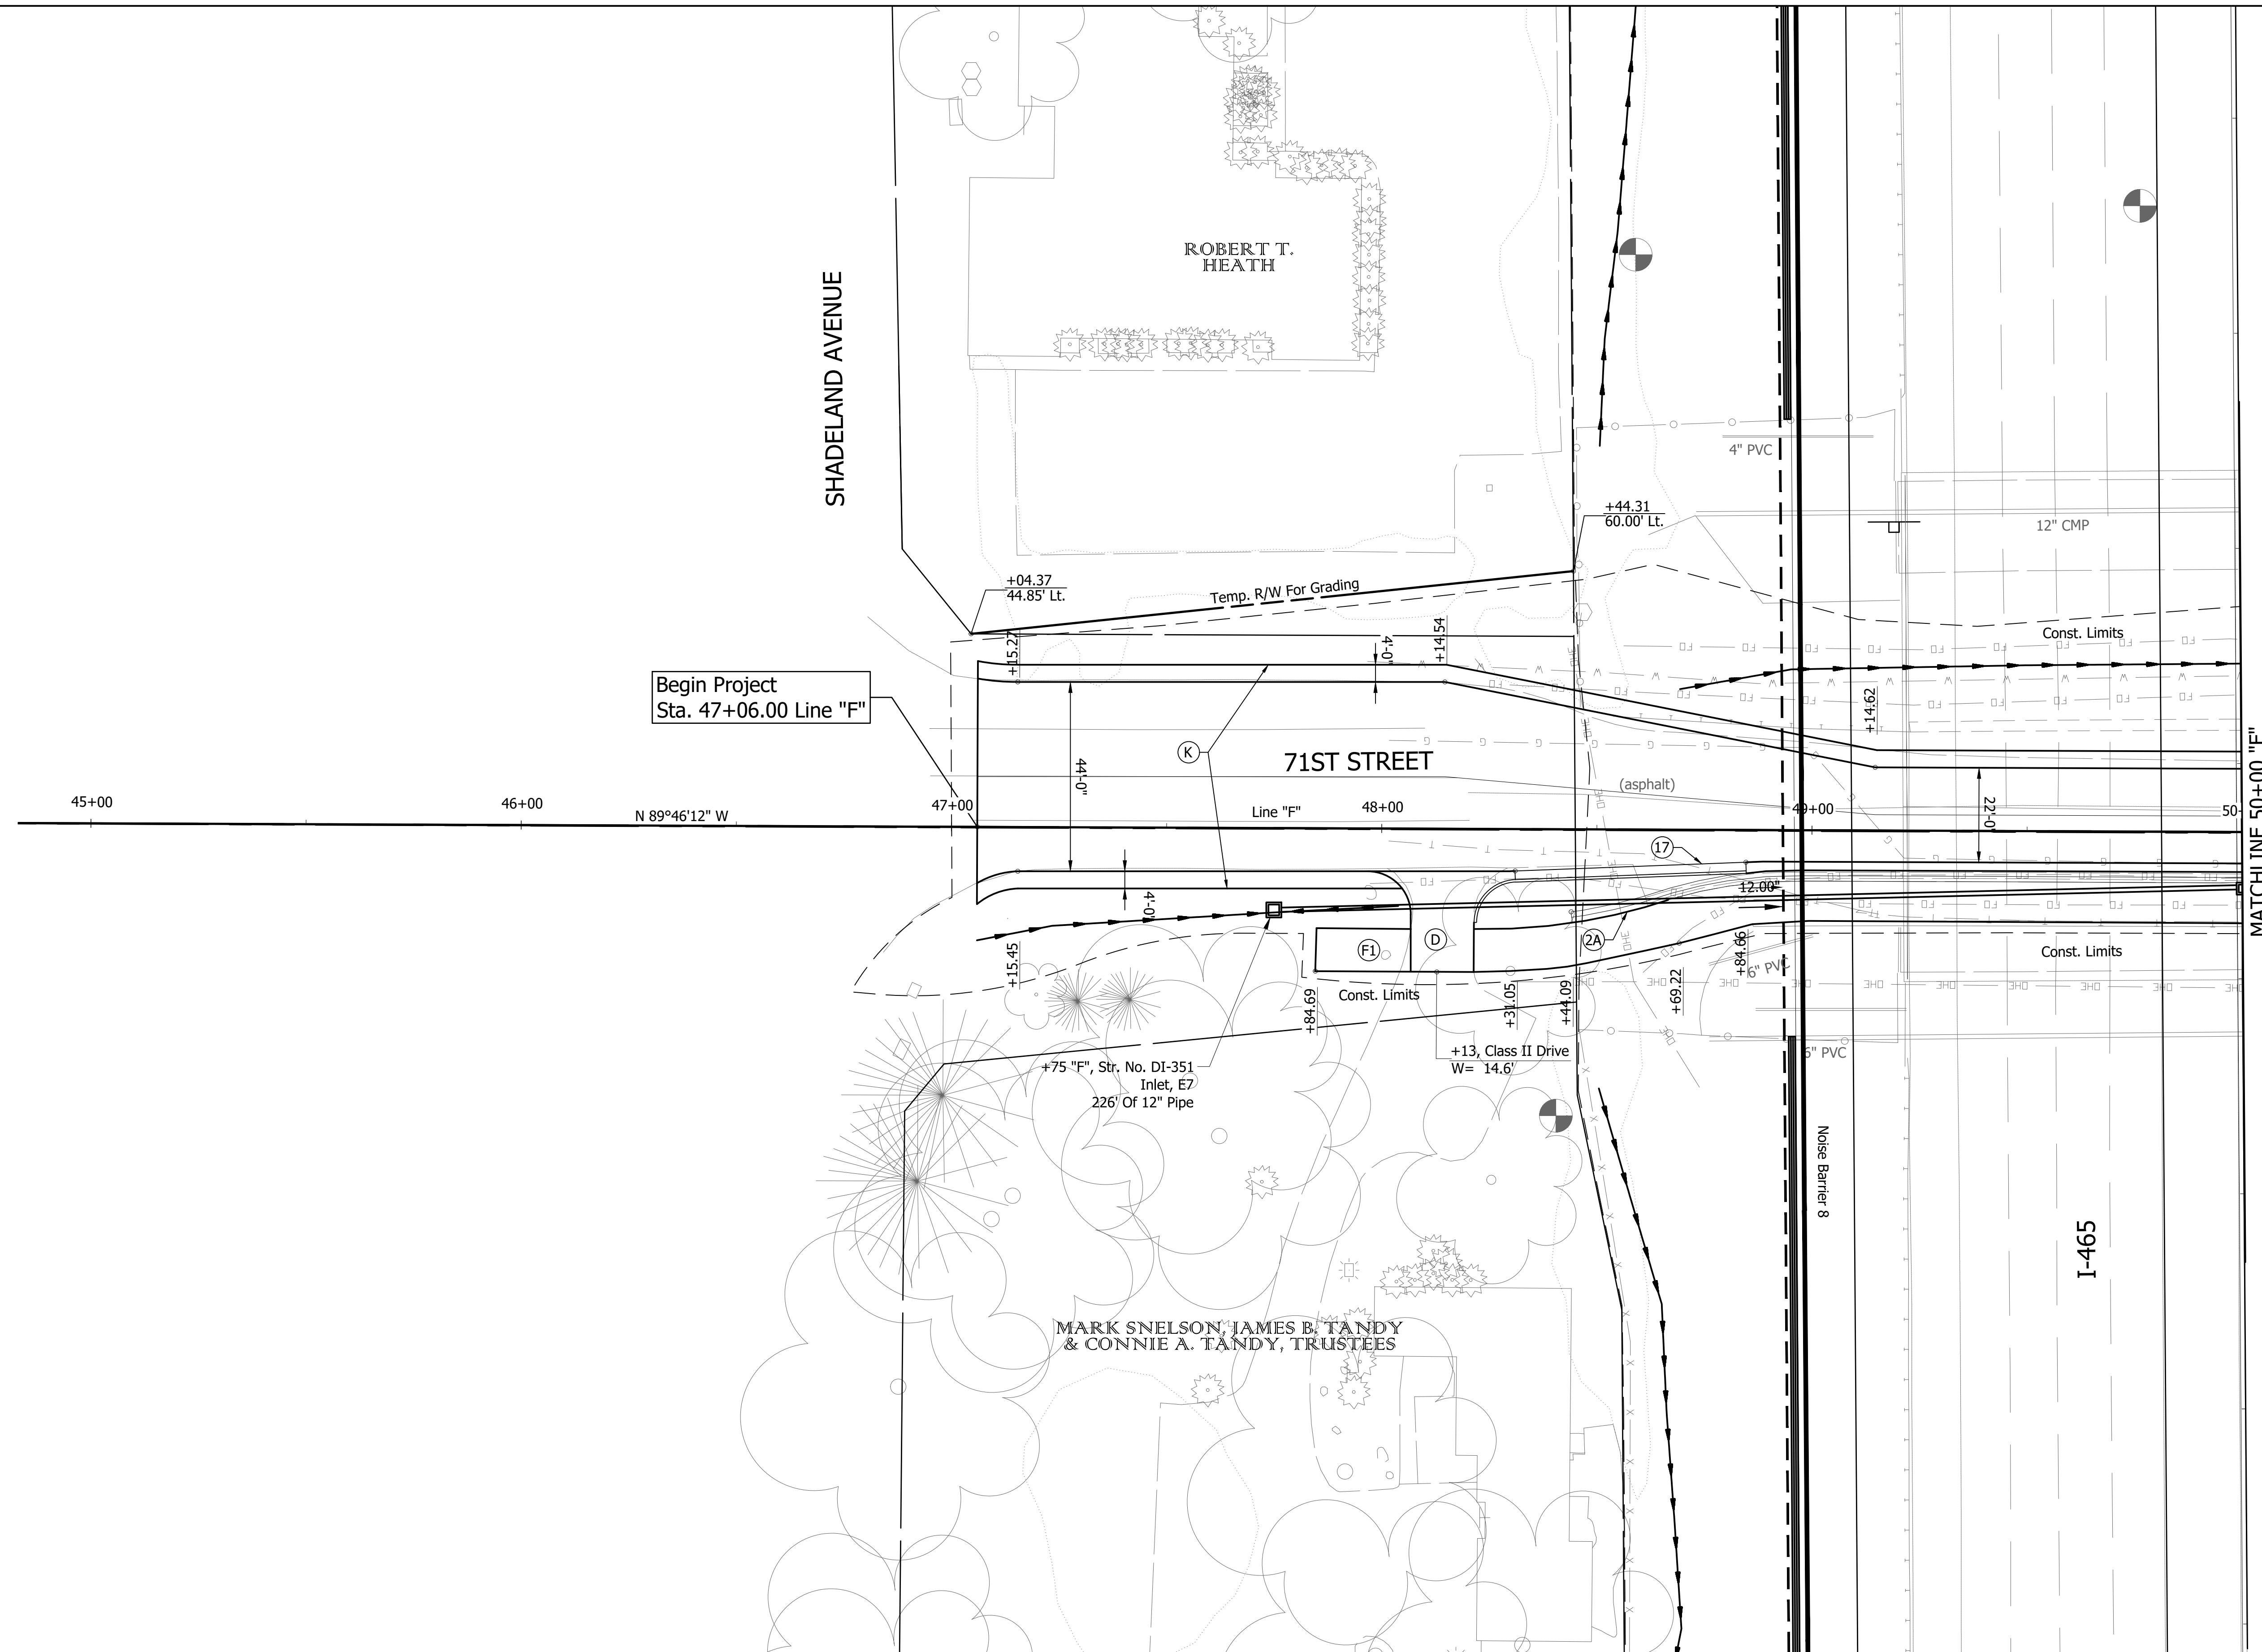 ROBERT T.
HEATH
SHADELAND AVENUE
4" PVC
+44.31
60.00' Lt.
12" CMP
+04.37
44.85' Lt.
Temp. R/W For Grading
Const. Limits
+15.27
4'-0"
+14.54
Begin Project
Sta. 47+06.00 Line "F"
+14.62
K
71ST STREET
44'-0"
(asphalt)
45+00
46+00
N 89°46'12" W
47+00
Line "F"
48+00
49+00
22'-0"
50+
MATCHLINE 50+00 "F"
17
12.00"
4'-0"
+15.45
F1
D
2A
+84.66
6" PVC
Const. Limits
Const. Limits
+84.69
+31.05
+44.09
+69.22
+13, Class II Drive
W= 14.6'
6" PVC
+75 "F", Str. No. DI-351
Inlet, E7
226' Of 12" Pipe
Noise Barrier 8
I-465
MARK SNELSON, JAMES B. TANDY
& CONNIE A. TANDY, TRUSTEES